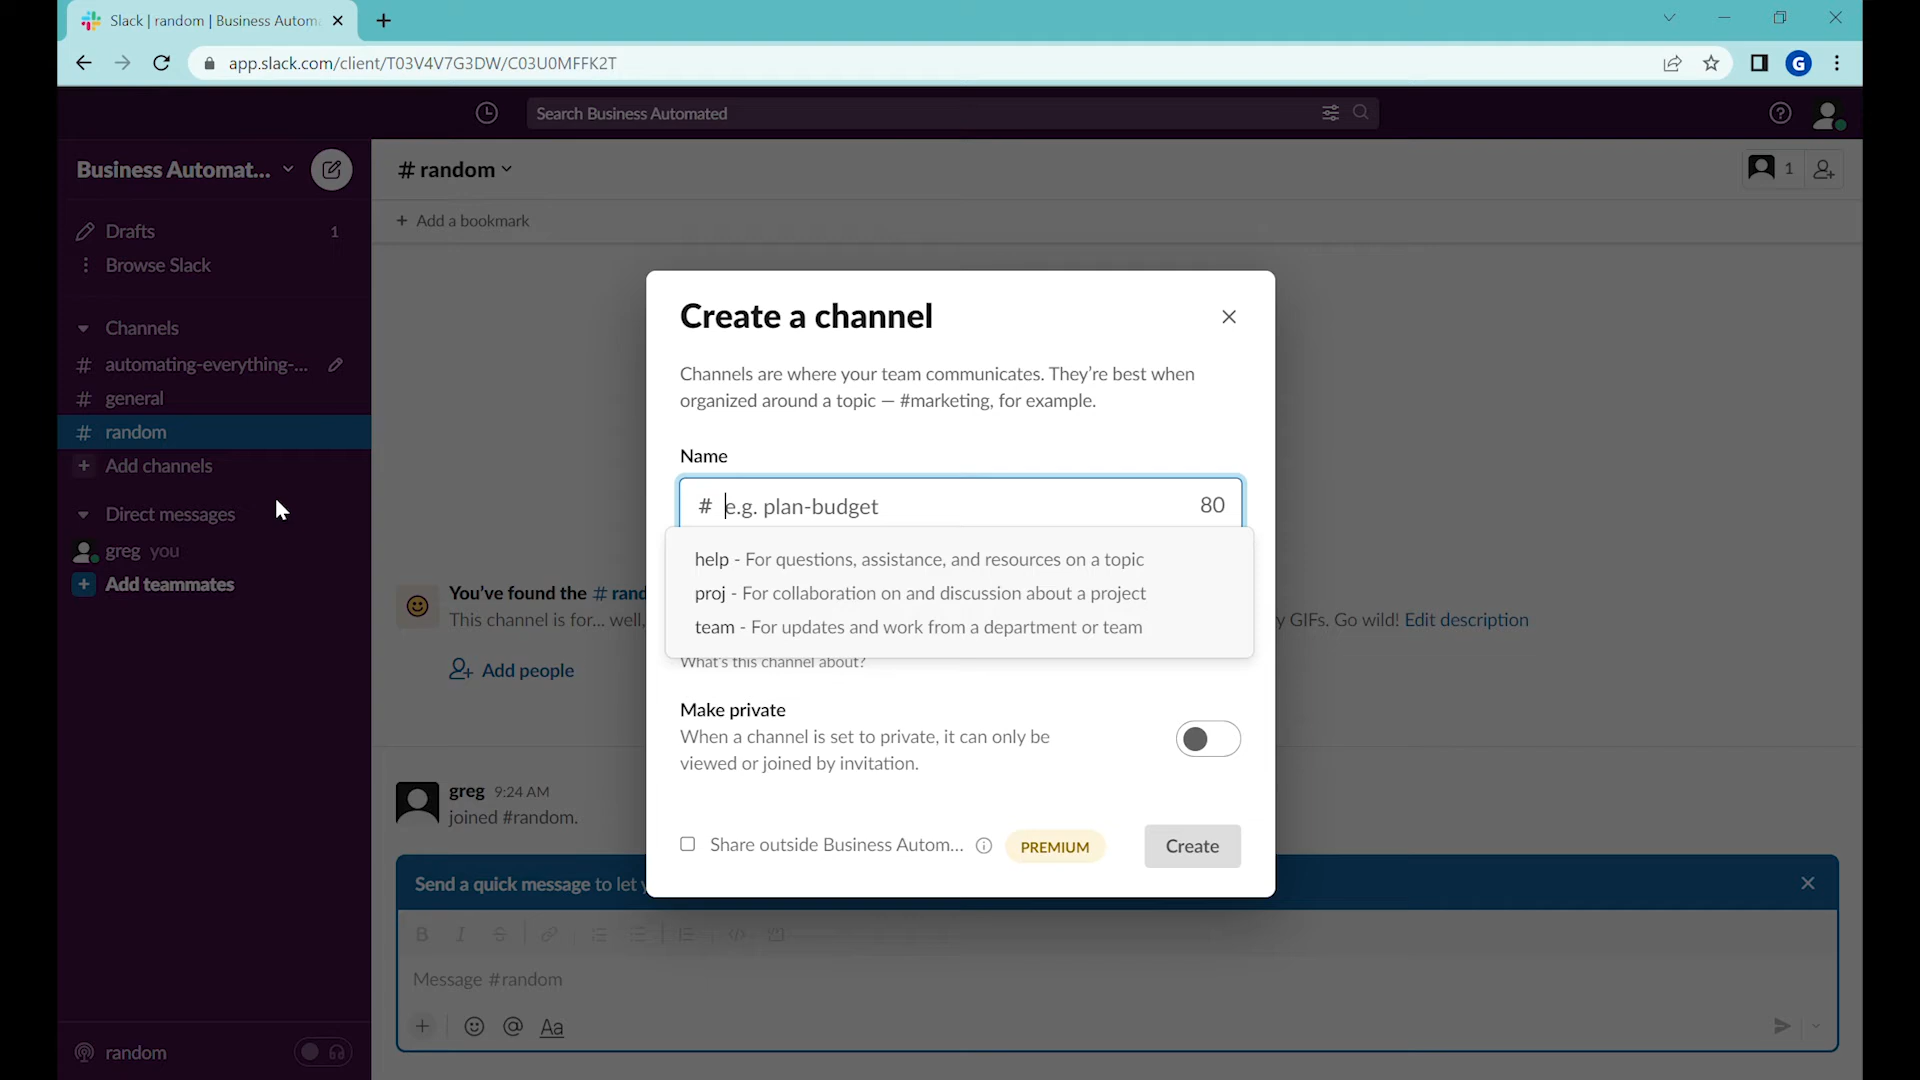 Slack | random | Business Autom
app.slack.com/client/T03V4V7G3DW/C03U0MFFK2T
G
Search Business Automated
Business Automat...
# random
1
+ Add a bookmark
Drafts 1
Browse Slack
Channels
# automating-everything-...
# general
# random
+ Add channels
Direct messages
greg you
+ Add teammates
Create a channel
Channels are where your team communicates. They're best when
organized around a topic — #marketing, for example.
Name
# e.g. plan-budget 80
help - For questions, assistance, and resources on a topic
proj - For collaboration on and discussion about a project
team - For updates and work from a department or team
What's this channel about?
Make private
When a channel is set to private, it can only be
viewed or joined by invitation.
Share outside Business Autom... PREMIUM Create
You've found the # rand
This channel is for... well, y GIFs. Go wild! Edit description
Add people
greg 9:24 AM
joined #random.
Send a quick message to let y
B I S
Message #random
+ @ Aa
random